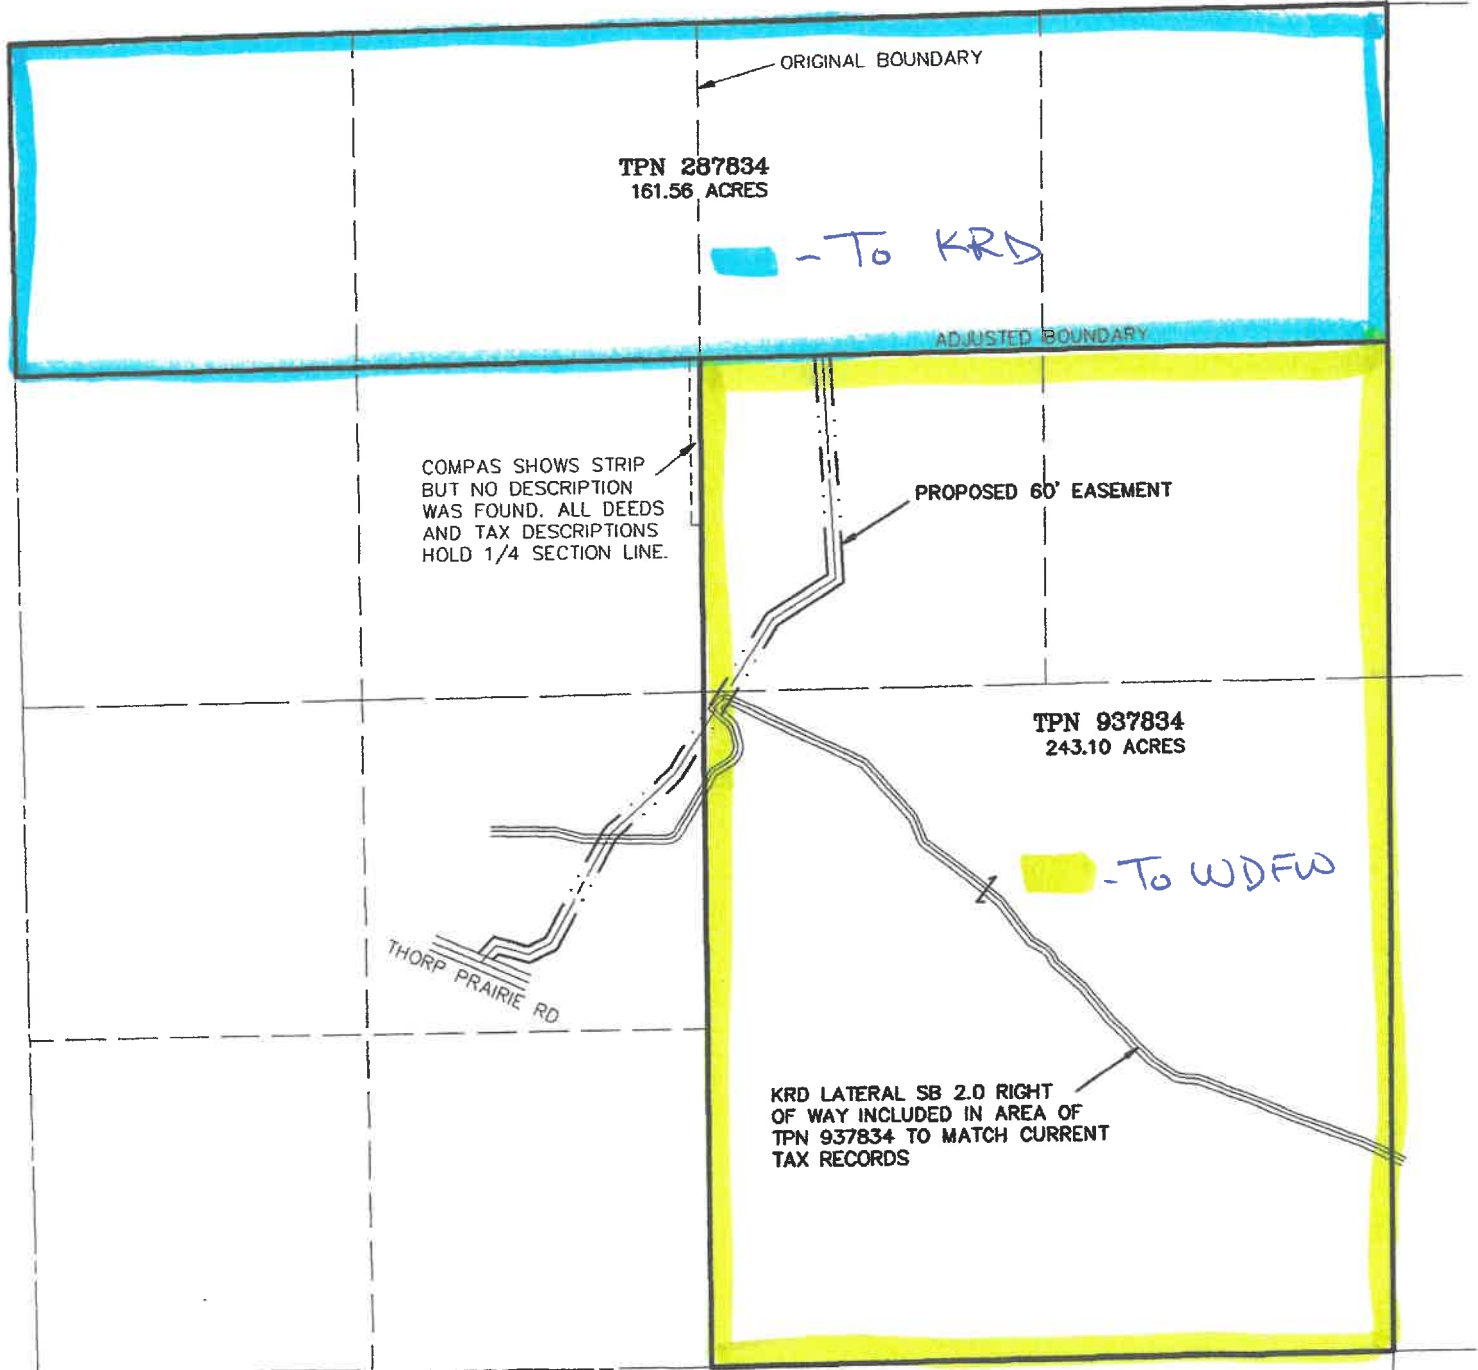 ORIGINAL BOUNDARY
TPN 287834
161.56 ACRES
- To KRD
ADJUSTED BOUNDARY
COMPAS SHOWS STRIP
BUT NO DESCRIPTION
WAS FOUND. ALL DEEDS
AND TAX DESCRIPTIONS
HOLD 1/4 SECTION LINE.
PROPOSED 60' EASEMENT
TPN 937834
243.10 ACRES
- To WDFW
THORP PRAIRIE RD
KRD LATERAL SB 2.0 RIGHT
OF WAY INCLUDED IN AREA OF
TPN 937834 TO MATCH CURRENT
TAX RECORDS